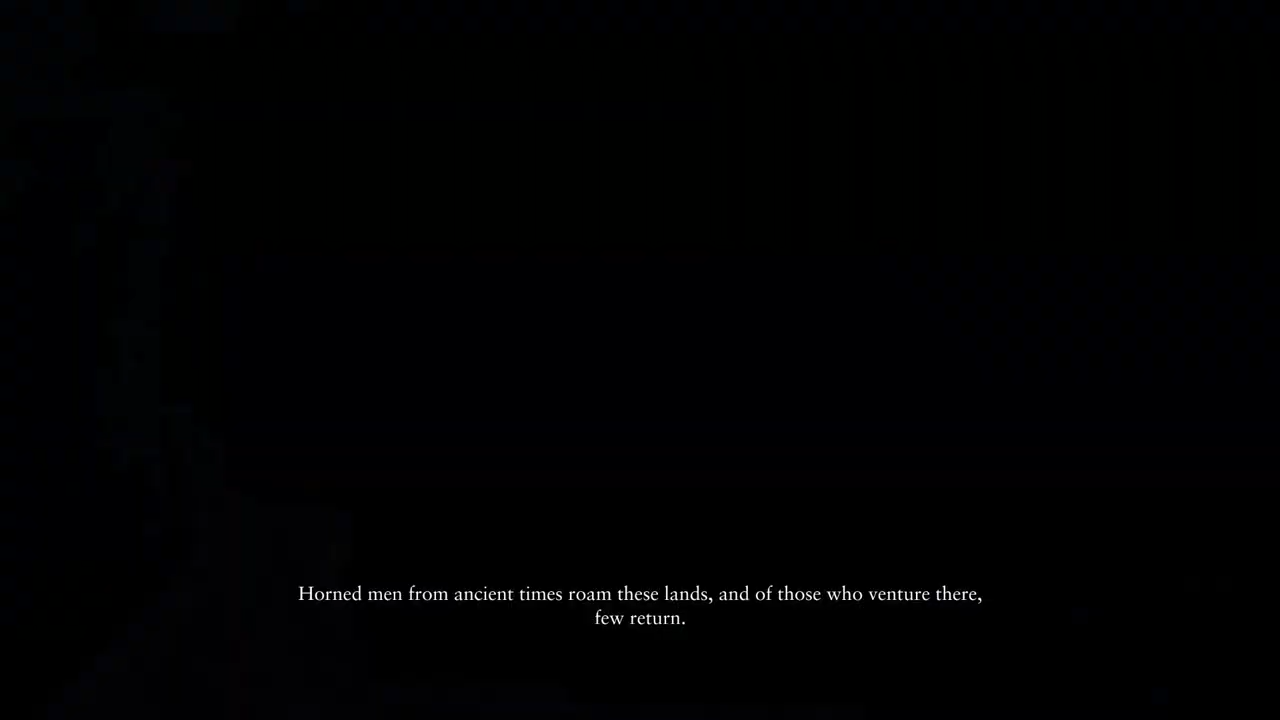 Horned men from ancient times roam these lands, and of those who venture there,
few return.